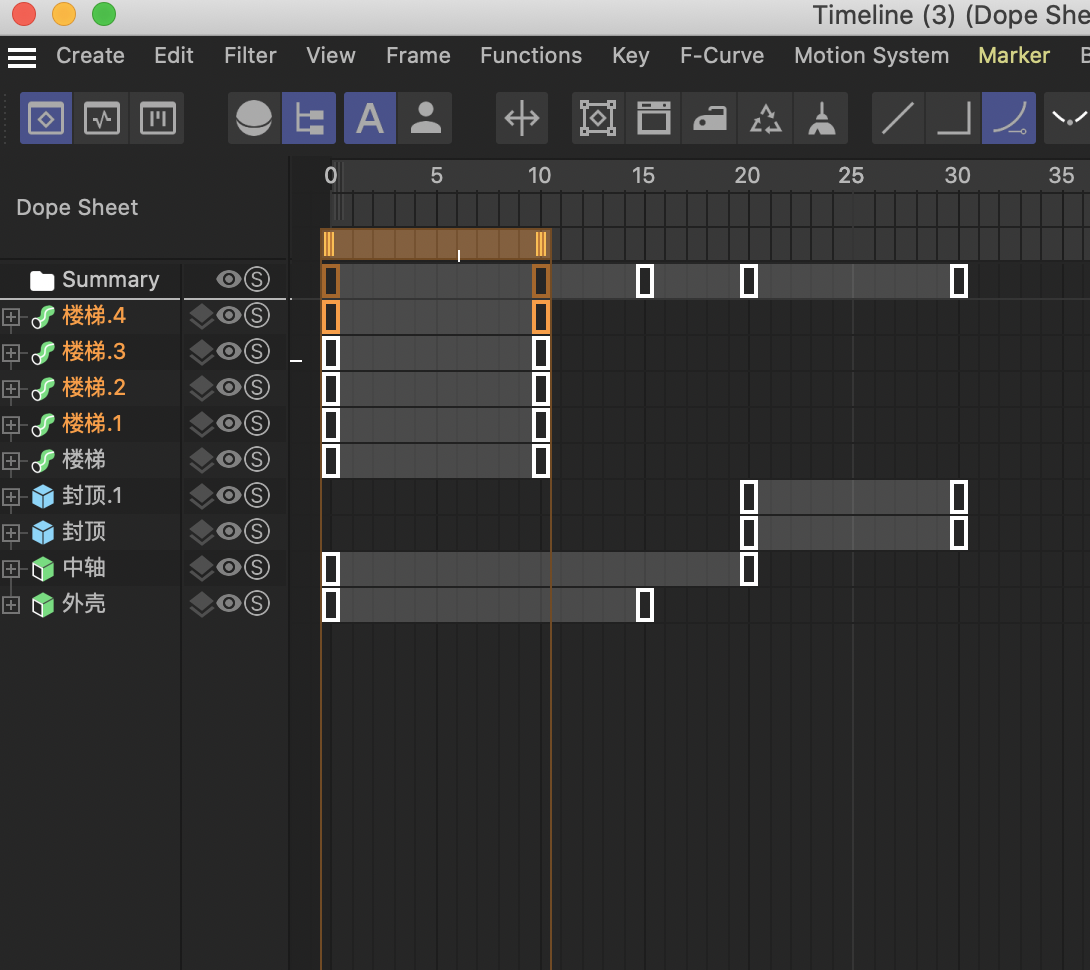 Timeline (3) (Dope She
Create Edit Filter View Frame Functions Key F-Curve Motion System Marker
A
0 5 10 15 20 25 30 35
Dope Sheet
Summary S
楼梯.4 S
楼梯.3 S
楼梯.2 S
楼梯.1 S
楼梯 S
封顶.1 S
封顶 S
中轴 S
外壳 S